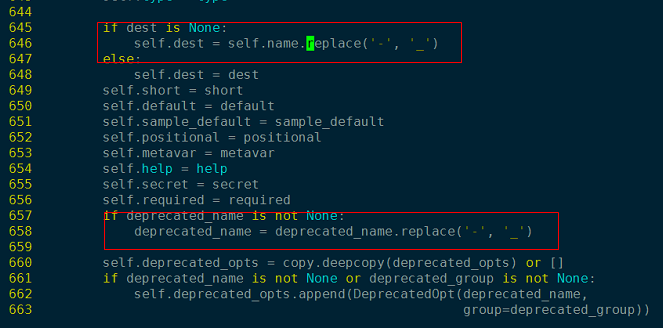 644
645         if dest is None:
646             self.dest = self.name.replace('-', '_')
647         else:
648             self.dest = dest
649         self.short = short
650         self.default = default
651         self.sample_default = sample_default
652         self.positional = positional
653         self.metavar = metavar
654         self.help = help
655         self.secret = secret
656         self.required = required
657         if deprecated_name is not None:
658             deprecated_name = deprecated_name.replace('-', '_')
659
660         self.deprecated_opts = copy.deepcopy(deprecated_opts) or []
661         if deprecated_name is not None or deprecated_group is not None:
662             self.deprecated_opts.append(DeprecatedOpt(deprecated_name,
663                                                       group=deprecated_group))